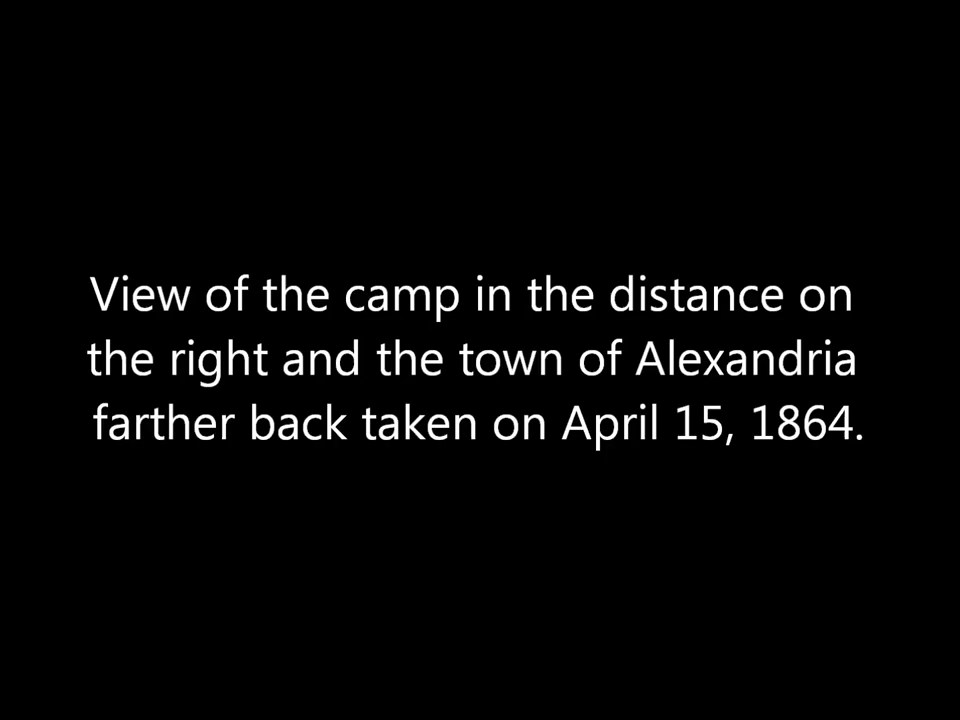 View of the camp in the distance on
the right and the town of Alexandria
farther back taken on April 15, 1864.